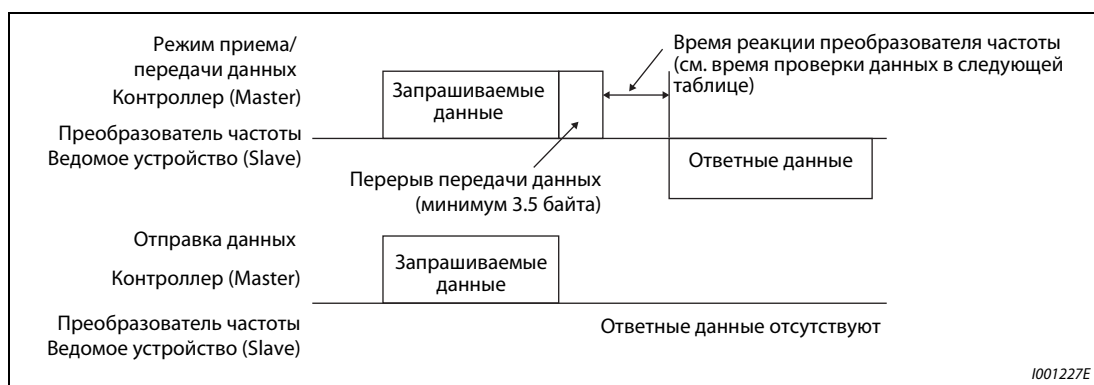 Режим приема/
передачи данных
Контроллер (Master)
Преобразователь частоты
Ведомое устройство (Slave)
Запрашиваемые
данные
Время реакции преобразователя частоты
(см. время проверки данных в следующей
таблице)
Ответные данные
Перерыв передачи данных
(минимум 3.5 байта)
Отправка данных
Контроллер (Master)
Запрашиваемые
данные
Преобразователь частоты
Ведомое устройство (Slave)
Ответные данные отсутствуют
I001227E